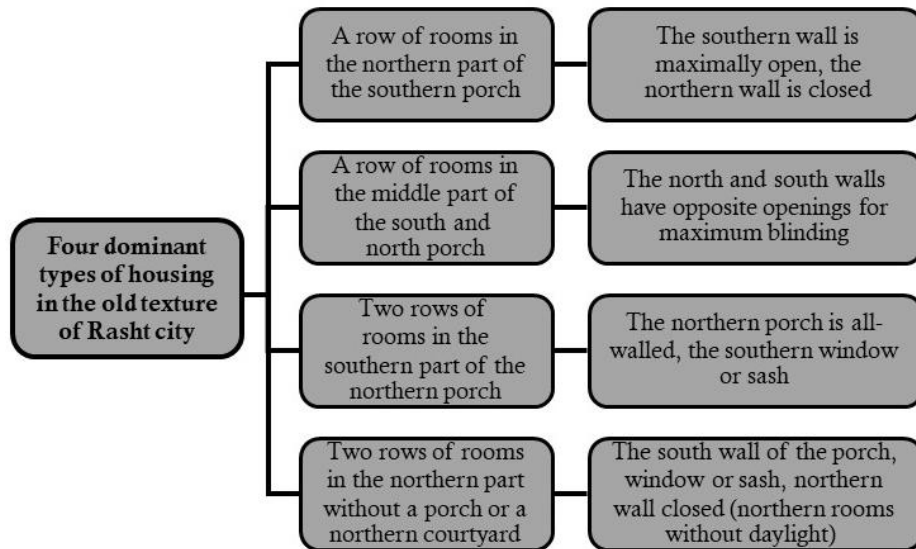 Four dominant
types of housing
in the old texture
of Rasht city
A row of rooms in
the northern part of
the southern porch
The southern wall is
maximally open, the
northern wall is closed
A row of rooms in
the middle part of
the south and
north porch
The north and south walls
have opposite openings for
maximum blinding
Two rows of
rooms in the
southern part of the
northern porch
The northern porch is all-
walled, the southern window
or sash
Two rows of rooms
in the northern part
without a porch or a
northern courtyard
The south wall of the porch,
window or sash, northern
wall closed (northern rooms
without daylight)